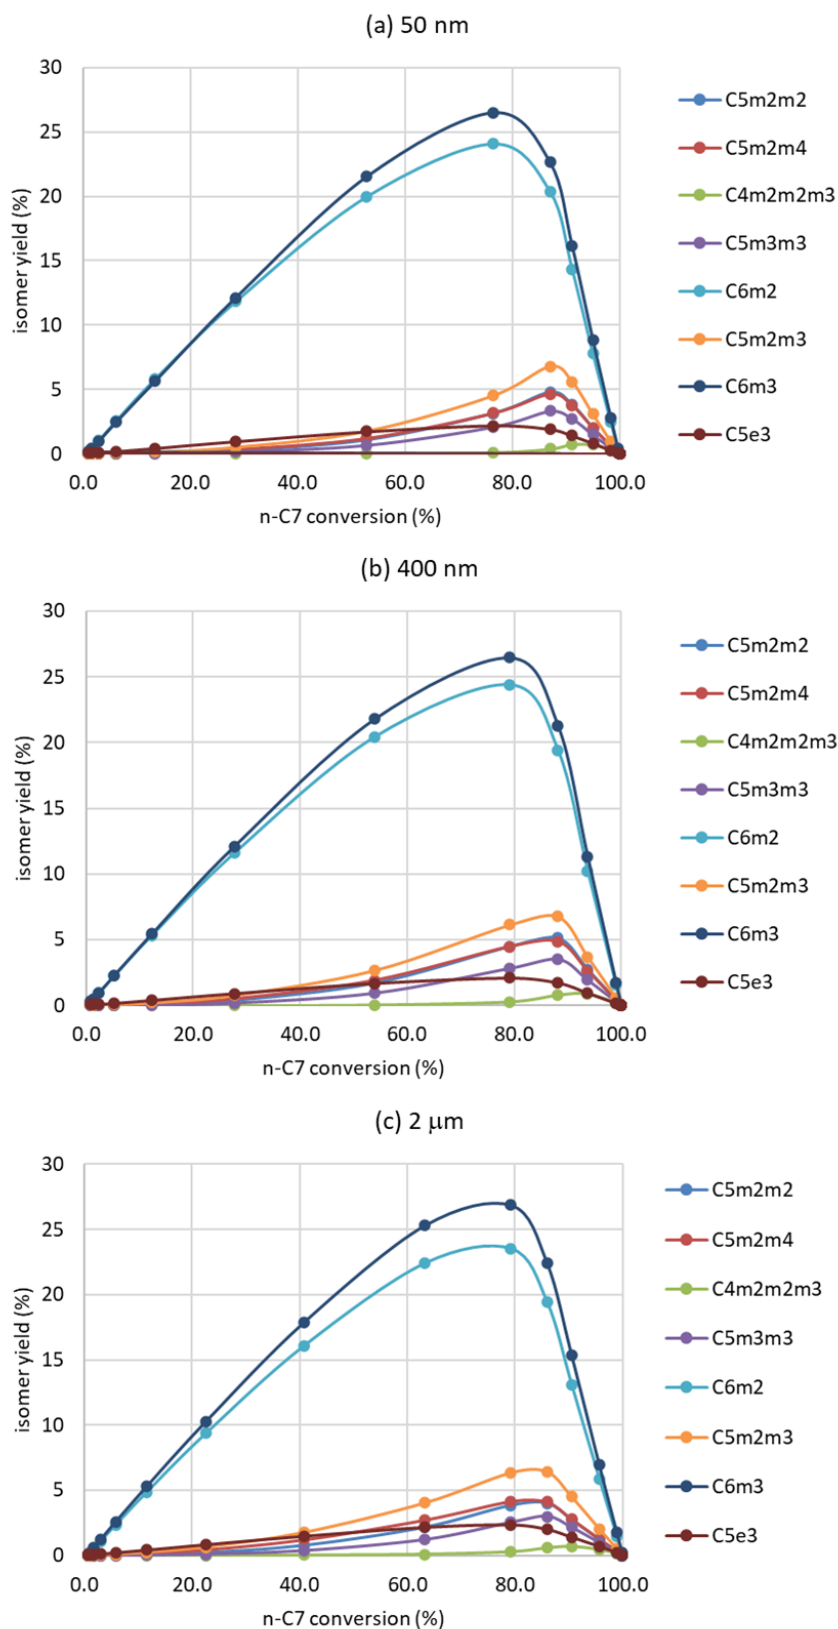 (a) 50 nm
30
25
20
15
10
5
0
isomer yield (%)
0.0 20.0 40.0 60.0 80.0 100.0
n-C7 conversion (%)
C5m2m2
C5m2m4
C4m2m2m3
C5m3m3
C6m2
C5m2m3
C6m3
C5e3
(b) 400 nm
30
25
20
15
10
5
0
isomer yield (%)
0.0 20.0 40.0 60.0 80.0 100.0
n-C7 conversion (%)
C5m2m2
C5m2m4
C4m2m2m3
C5m3m3
C6m2
C5m2m3
C6m3
C5e3
(c) 2 μm
30
25
20
15
10
5
0
isomer yield (%)
0.0 20.0 40.0 60.0 80.0 100.0
n-C7 conversion (%)
C5m2m2
C5m2m4
C4m2m2m3
C5m3m3
C6m2
C5m2m3
C6m3
C5e3